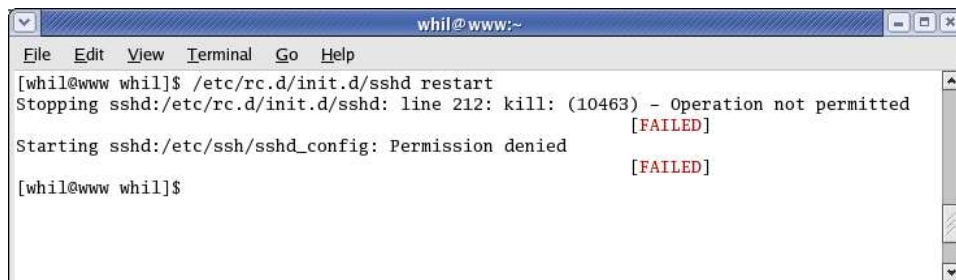 whil@www:~
File Edit View Terminal Go Help
[whil@www whil]$ /etc/rc.d/init.d/sshd restart
Stopping sshd:/etc/rc.d/init.d/sshd: line 212: kill: (10463) – Operation not permitted
[FAILED]
Starting sshd:/etc/ssh/sshd_config: Permission denied
[FAILED]
[whil@www whil]$